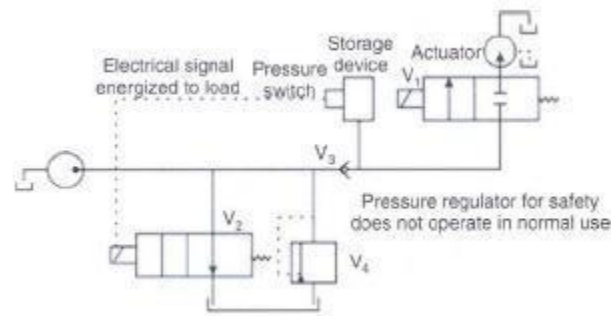 Storage
device
Actuator
Electrical signal
energized to load
Pressure
switch
V1
V3
Pressure regulator for safety
does not operate in normal use
V2
V4